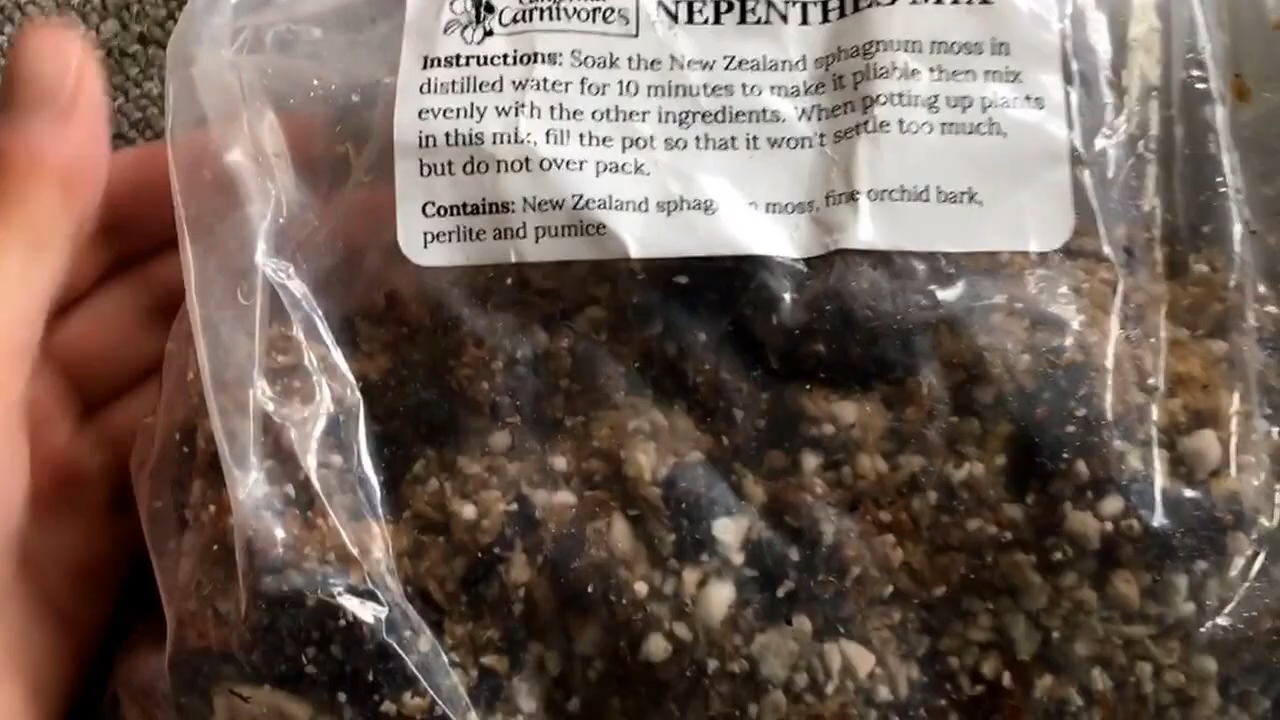 Carnivores
NEPENTHES MIX
Instructions: Soak the New Zealand sphagnum moss in
distilled water for 10 minutes to make it pliable then mix
evenly with the other ingredients. When potting up plants
in this mix, fill the pot so that it won't settle too much,
but do not over pack.
Contains: New Zealand sphag moss, fine orchid bark,
perlite and pumice